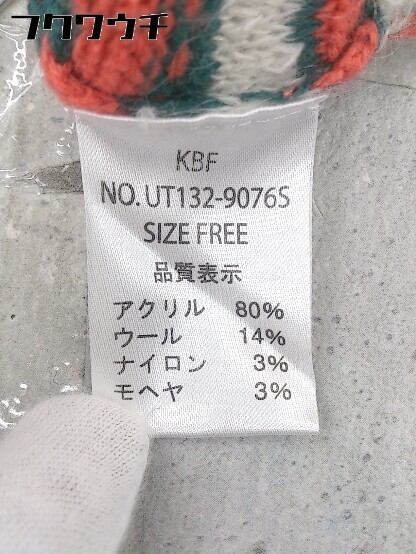 フクワウチ
KBF
NO. UT132-9076S
SIZE FREE
品質表示
アクリル 80%
ウール 14%
ナイロン 3%
モヘヤ 3%